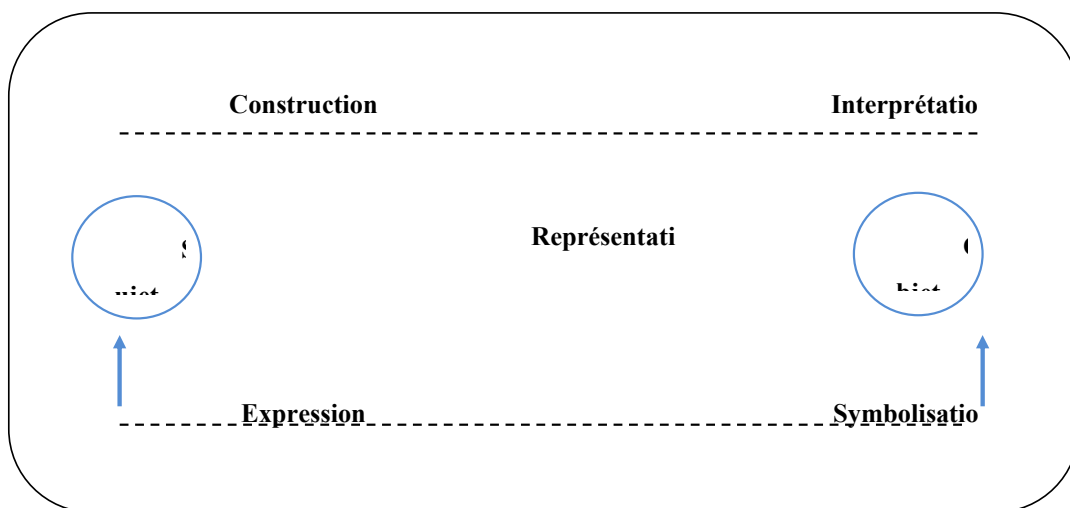 Construction Interprétatio
Représentati
Expression Symbolisatio